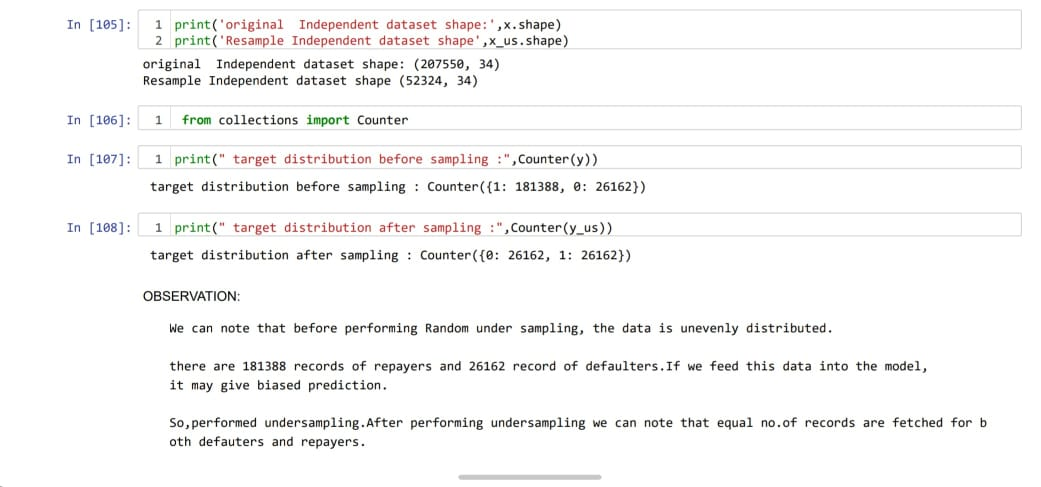 In [105]: 1 print('original  Independent dataset shape:',x.shape)
2 print('Resample Independent dataset shape',x_us.shape)
original  Independent dataset shape: (207550, 34)
Resample Independent dataset shape (52324, 34)
In [106]: 1 from collections import Counter
In [107]: 1 print(" target distribution before sampling :",Counter(y))
target distribution before sampling : Counter({1: 181388, 0: 26162})
In [108]: 1 print(" target distribution after sampling :",Counter(y_us))
target distribution after sampling : Counter({0: 26162, 1: 26162})
OBSERVATION:
We can note that before performing Random under sampling, the data is unevenly distributed.
there are 181388 records of repayers and 26162 record of defaulters.If we feed this data into the model,
it may give biased prediction.
So,performed undersampling.After performing undersampling we can note that equal no.of records are fetched for b
oth defauters and repayers.